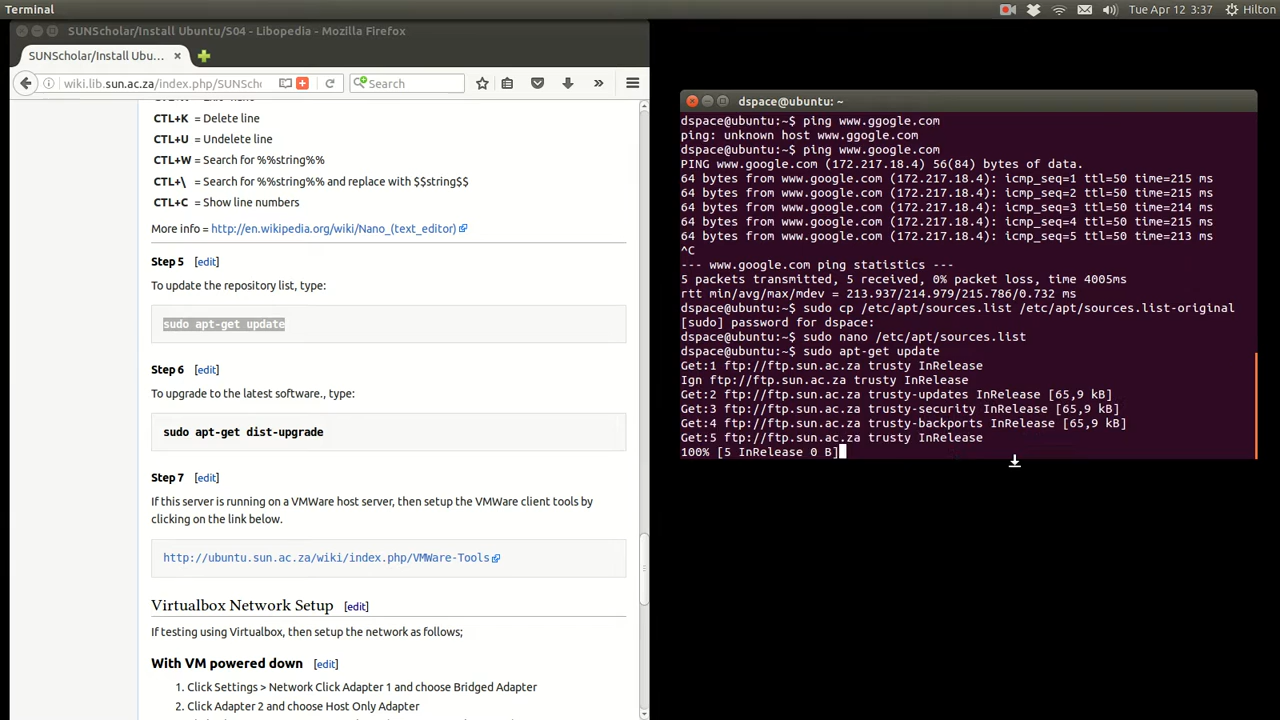 Terminal
Tue Apr 12 3:37
Hilton
SUNScholar/Install Ubuntu/S04 - Libopedia - Mozilla Firefox
SUNScholar/Install Ubu...
wiki.lib.sun.ac.za/index.php/SUNSch
Search
CTL+K = Delete line
CTL+U = Undelete line
CTL+W = Search for %%string%%
CTL+\ = Search for %%string%% and replace with $$string$$
CTL+C = Show line numbers
More info = http://en.wikipedia.org/wiki/Nano_(text_editor)
Step 5 [edit]
To update the repository list, type:
sudo apt-get update
Step 6 [edit]
To upgrade to the latest software., type:
sudo apt-get dist-upgrade
Step 7 [edit]
If this server is running on a VMWare host server, then setup the VMWare client tools by
clicking on the link below.
http://ubuntu.sun.ac.za/wiki/index.php/VMWare-Tools
Virtualbox Network Setup [edit]
If testing using Virtualbox, then setup the network as follows;
With VM powered down [edit]
1. Click Settings > Network Click Adapter 1 and choose Bridged Adapter
2. Click Adapter 2 and choose Host Only Adapter
dspace@ubuntu: ~
dspace@ubuntu:~$ ping www.ggoogle.com
ping: unknown host www.ggoogle.com
dspace@ubuntu:~$ ping www.google.com
PING www.google.com (172.217.18.4) 56(84) bytes of data.
64 bytes from www.google.com (172.217.18.4): icmp_seq=1 ttl=50 time=215 ms
64 bytes from www.google.com (172.217.18.4): icmp_seq=2 ttl=50 time=215 ms
64 bytes from www.google.com (172.217.18.4): icmp_seq=3 ttl=50 time=214 ms
64 bytes from www.google.com (172.217.18.4): icmp_seq=4 ttl=50 time=215 ms
64 bytes from www.google.com (172.217.18.4): icmp_seq=5 ttl=50 time=213 ms
^C
--- www.google.com ping statistics ---
5 packets transmitted, 5 received, 0% packet loss, time 4005ms
rtt min/avg/max/mdev = 213.937/214.979/215.786/0.732 ms
dspace@ubuntu:~$ sudo cp /etc/apt/sources.list /etc/apt/sources.list-original
[sudo] password for dspace:
dspace@ubuntu:~$ sudo nano /etc/apt/sources.list
dspace@ubuntu:~$ sudo apt-get update
Get:1 ftp://ftp.sun.ac.za trusty InRelease
Ign ftp://ftp.sun.ac.za trusty InRelease
Get:2 ftp://ftp.sun.ac.za trusty-updates InRelease [65,9 kB]
Get:3 ftp://ftp.sun.ac.za trusty-security InRelease [65,9 kB]
Get:4 ftp://ftp.sun.ac.za trusty-backports InRelease [65,9 kB]
Get:5 ftp://ftp.sun.ac.za trusty InRelease
100% [5 InRelease 0 B]